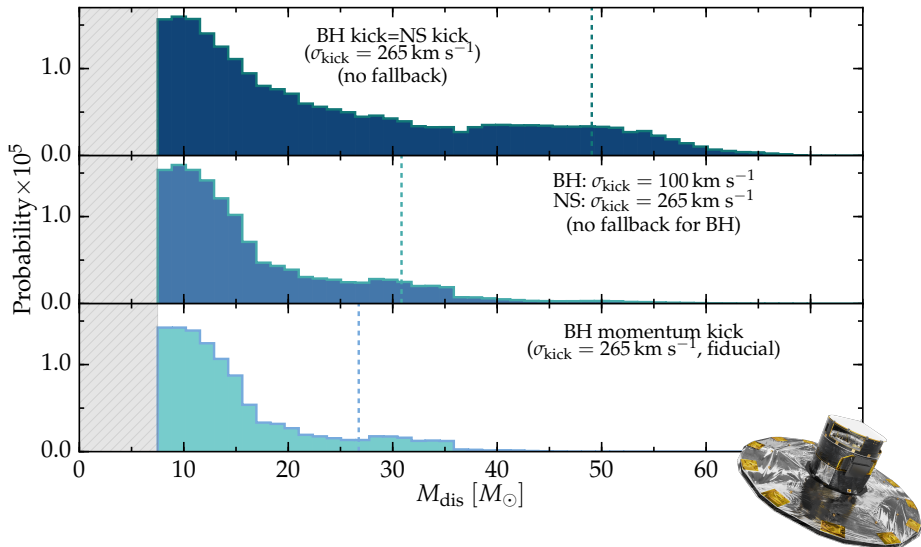 BH kick=NS kick
(σkick = 265 km s−1)
(no fallback)
1.0
0.0
BH: σkick = 100 km s−1
NS: σkick = 265 km s−1
(no fallback for BH)
1.0
0.0
BH momentum kick
(σkick = 265 km s−1, fiducial)
1.0
0.0
Probability×10^5
0 10 20 30 40 50 60
Mdis [M⊙]